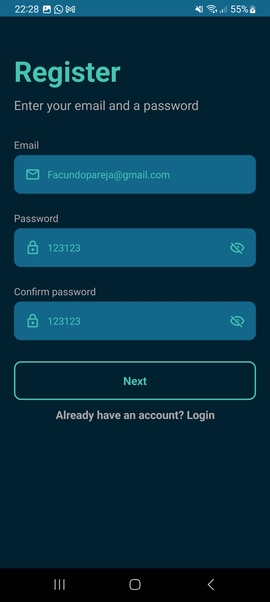 22:28
55%
Register
Enter your email and a password
Email
Facundopareja@gmail.com
Password
123123
Confirm password
123123
Next
Already have an account? Login